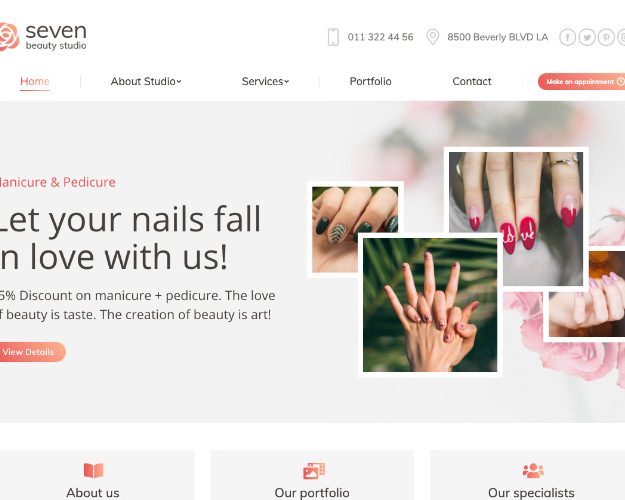 seven
beauty studio
011 322 44 56
8500 Beverly BLVD LA
Home
About Studio
Services
Portfolio
Contact
Make an appointment
anicure & Pedicure
Let your nails fall
n love with us!
5% Discount on manicure + pedicure. The love
f beauty is taste. The creation of beauty is art!
View Details
love
About us
Our portfolio
Our specialists